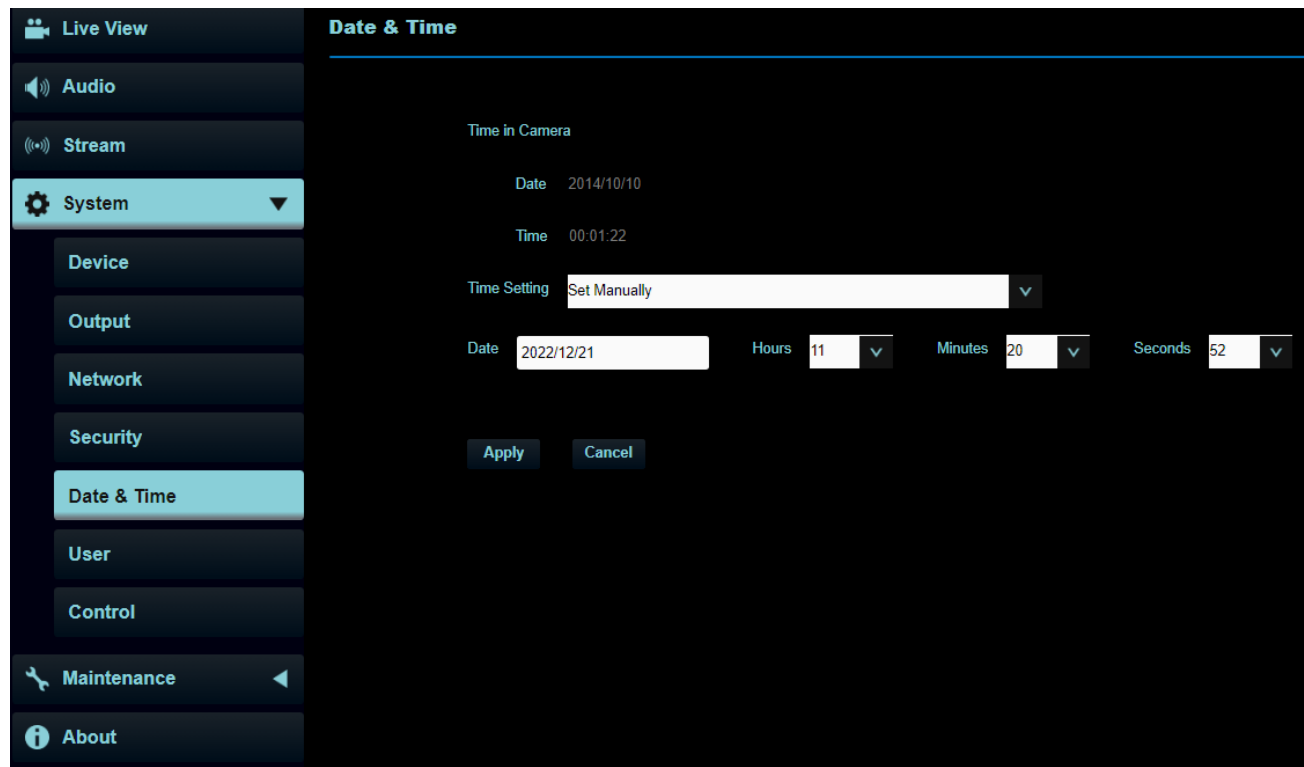 Live View
Audio
Stream
System
Device
Output
Network
Security
Date & Time
User
Control
Maintenance
About
Date & Time
Time in Camera
Date 2014/10/10
Time 00:01:22
Time Setting Set Manually
Date 2022/12/21 Hours 11 Minutes 20 Seconds 52
Apply Cancel